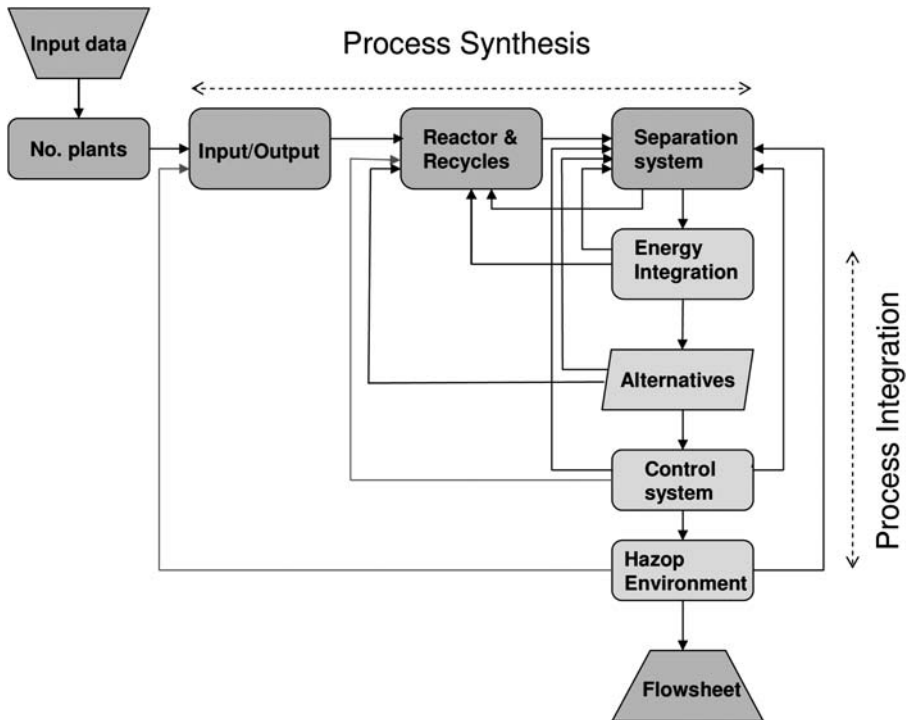 Input data
Process Synthesis
No. plants
Input/Output
Reactor &
Recycles
Separation
system
Energy
Integration
Alternatives
Control
system
Hazop
Environment
Flowsheet
Process Integration